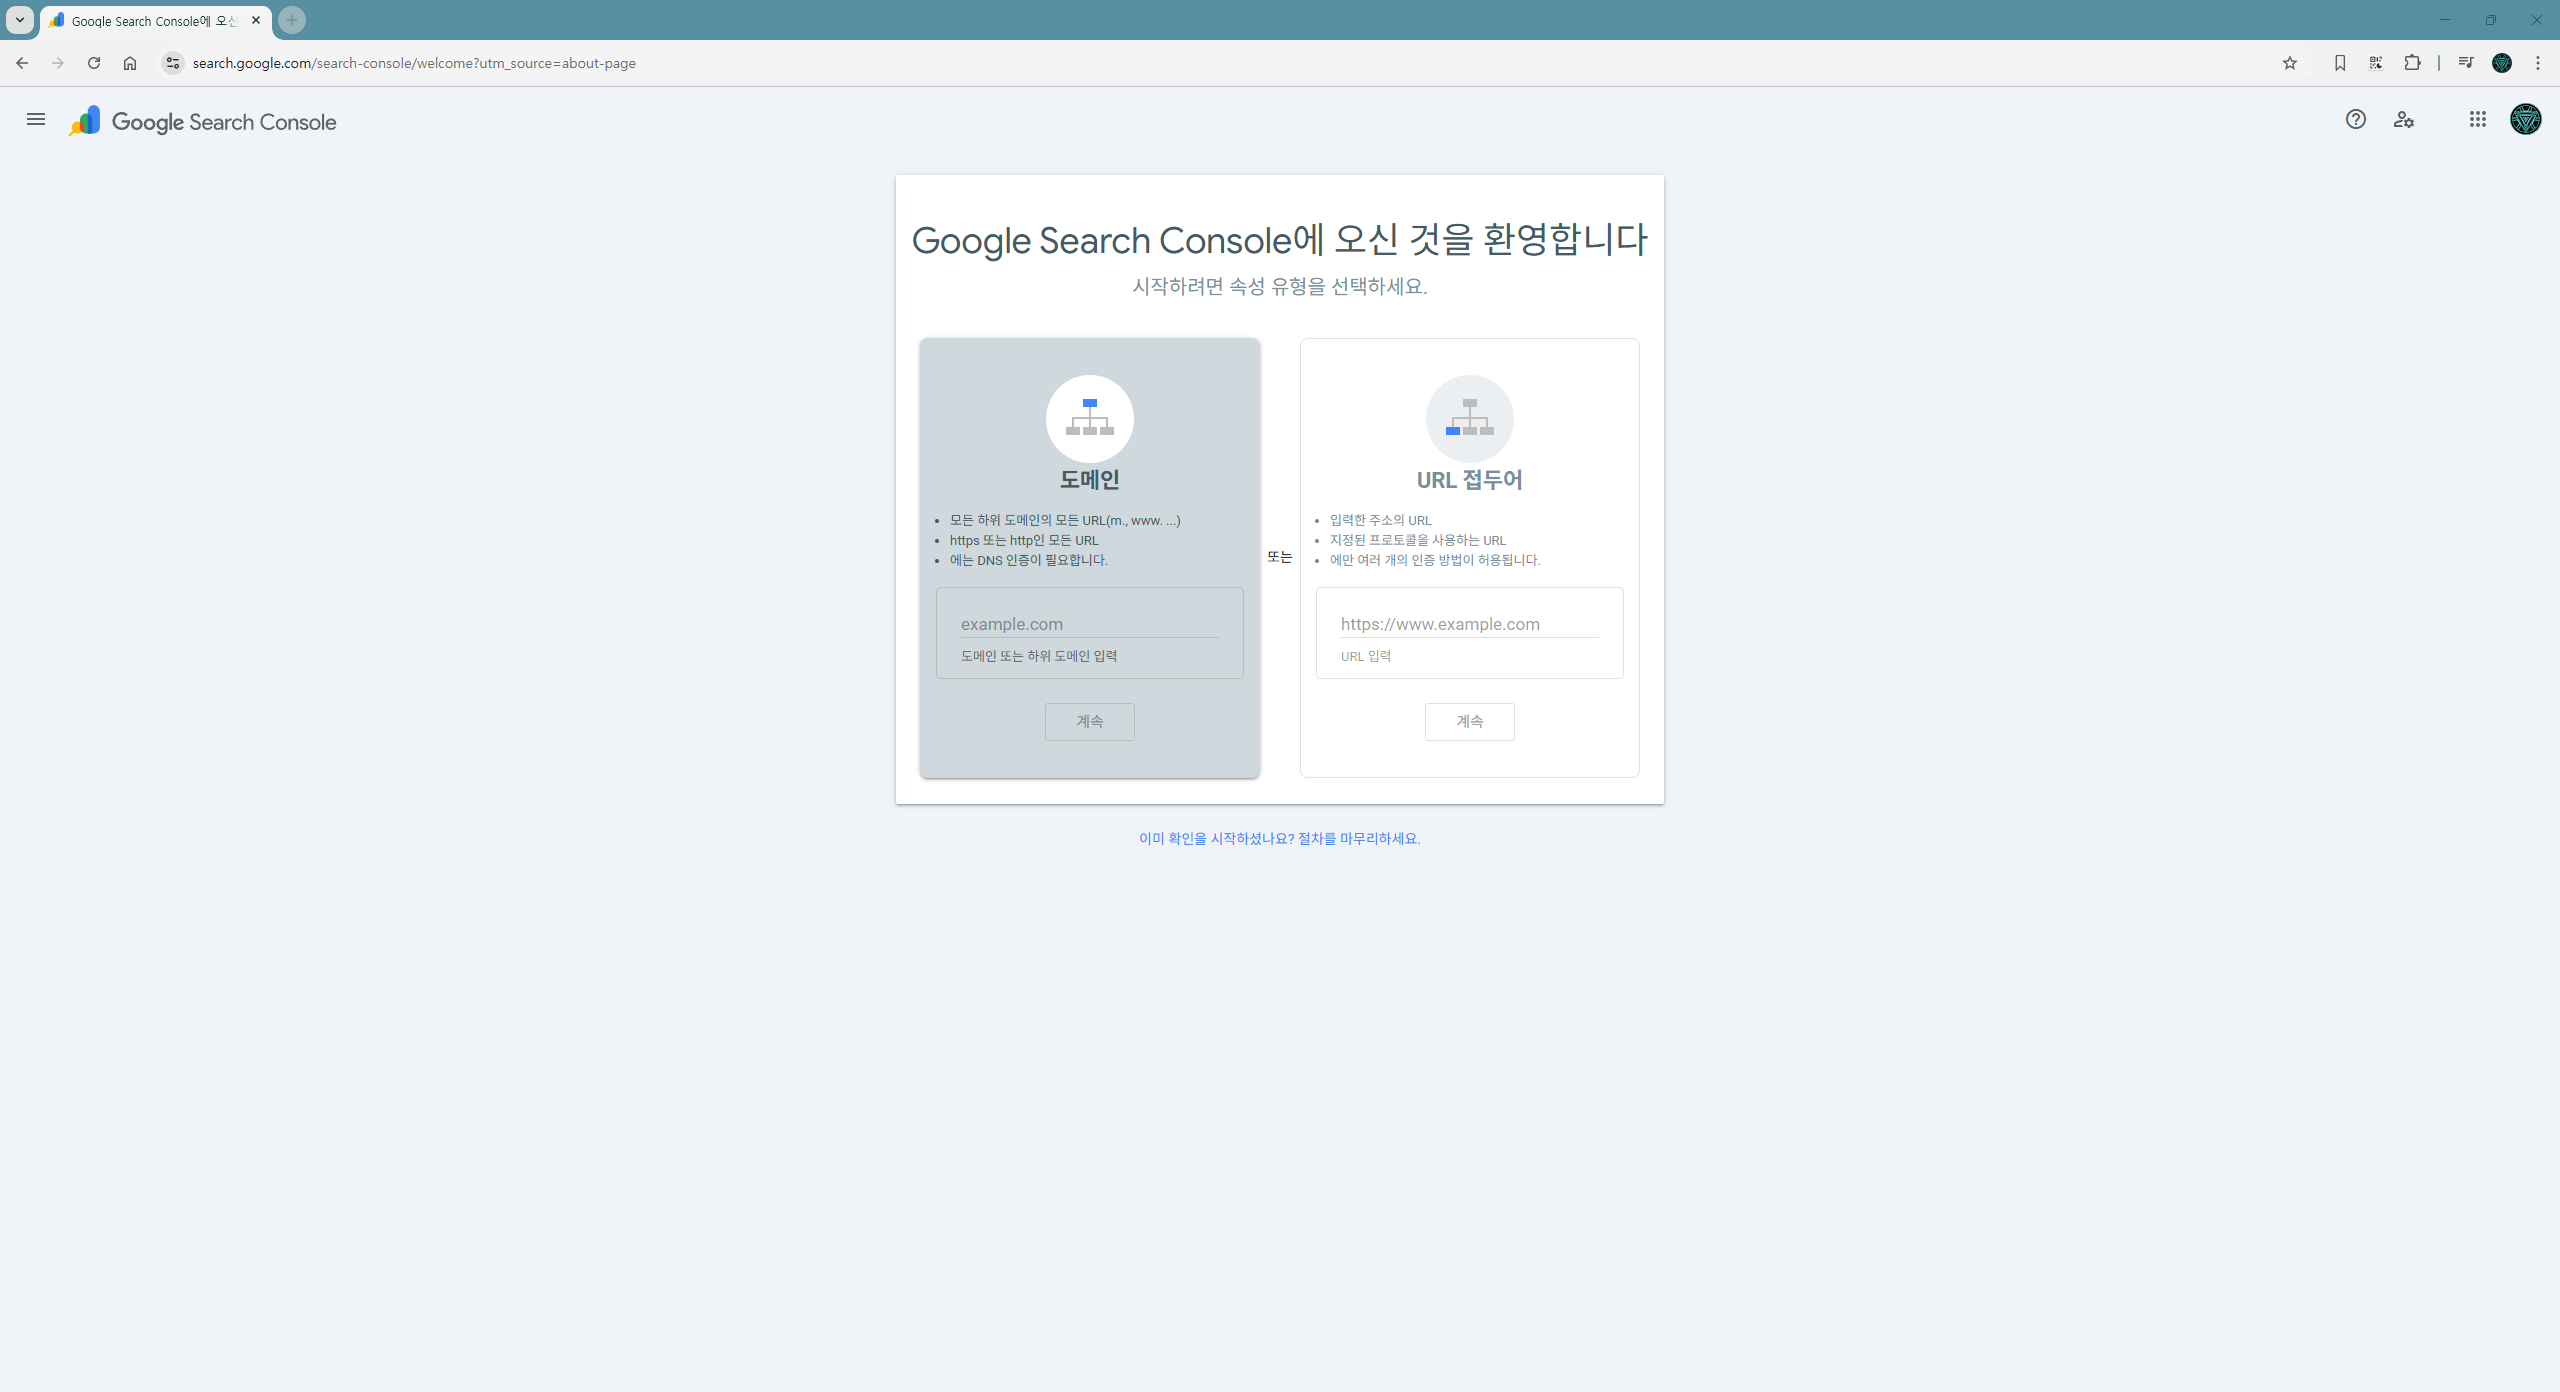 Google Search Console에 오신
search.google.com/search-console/welcome?utm_source=about-page
Google Search Console
Google Search Console에 오신 것을 환영합니다
시작하려면 속성 유형을 선택하세요.
도메인
모든 하위 도메인의 모든 URL(m., www. ...)
https 또는 http인 모든 URL
에는 DNS 인증이 필요합니다.
example.com
도메인 또는 하위 도메인 입력
계속
또는
URL 접두어
입력한 주소의 URL
지정된 프로토콜을 사용하는 URL
에만 여러 개의 인증 방법이 허용됩니다.
https://www.example.com
URL 입력
계속
이미 확인을 시작하셨나요? 절차를 마무리하세요.